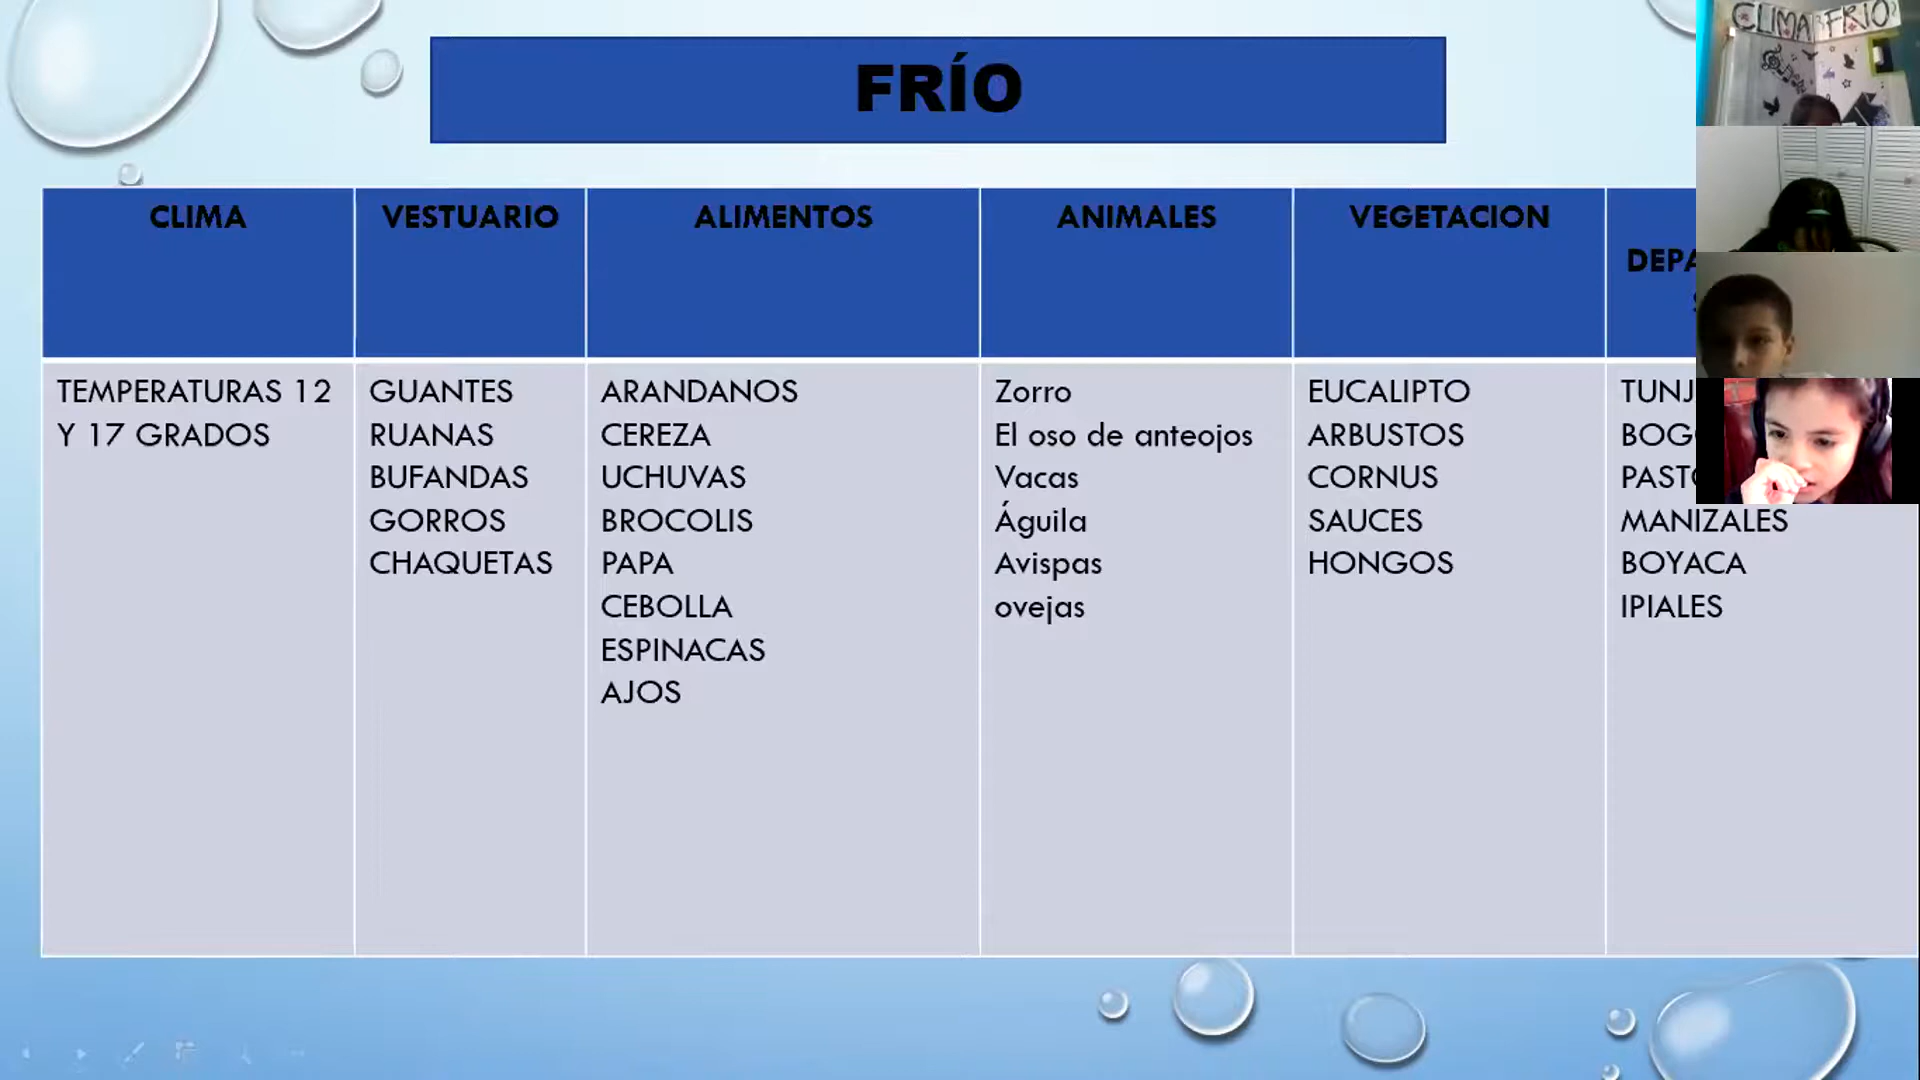 FRÍO
CLIMA FRIO
CLIMA
VESTUARIO
ALIMENTOS
ANIMALES
VEGETACION
TEMPERATURAS 12
Y 17 GRADOS
GUANTES
RUANAS
BUFANDAS
GORROS
CHAQUETAS
ARANDANOS
CEREZA
UCHUVAS
BROCOLIS
PAPA
CEBOLLA
ESPINACAS
AJOS
Zorro
El oso de anteojos
Vacas
Águila
Avispas
ovejas
EUCALIPTO
ARBUSTOS
CORNUS
SAUCES
HONGOS
MANIZALES
BOYACA
IPIALES